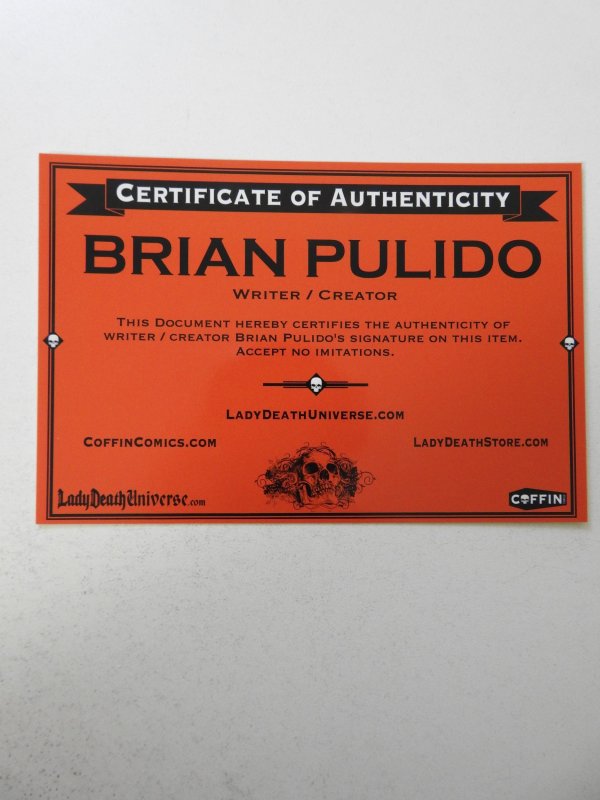 CERTIFICATE OF AUTHENTICITY
BRIAN PULIDO
WRITER / CREATOR
THIS DOCUMENT HEREBY CERTIFIES THE AUTHENTICITY OF
WRITER / CREATOR BRIAN PULIDO'S SIGNATURE ON THIS ITEM.
ACCEPT NO IMITATIONS.
LADYDEATHUNIVERSE.COM
COFFINCOMICS.COM
LADYDEATHSTORE.COM
LadyDeathUniverse.com
COFFIN